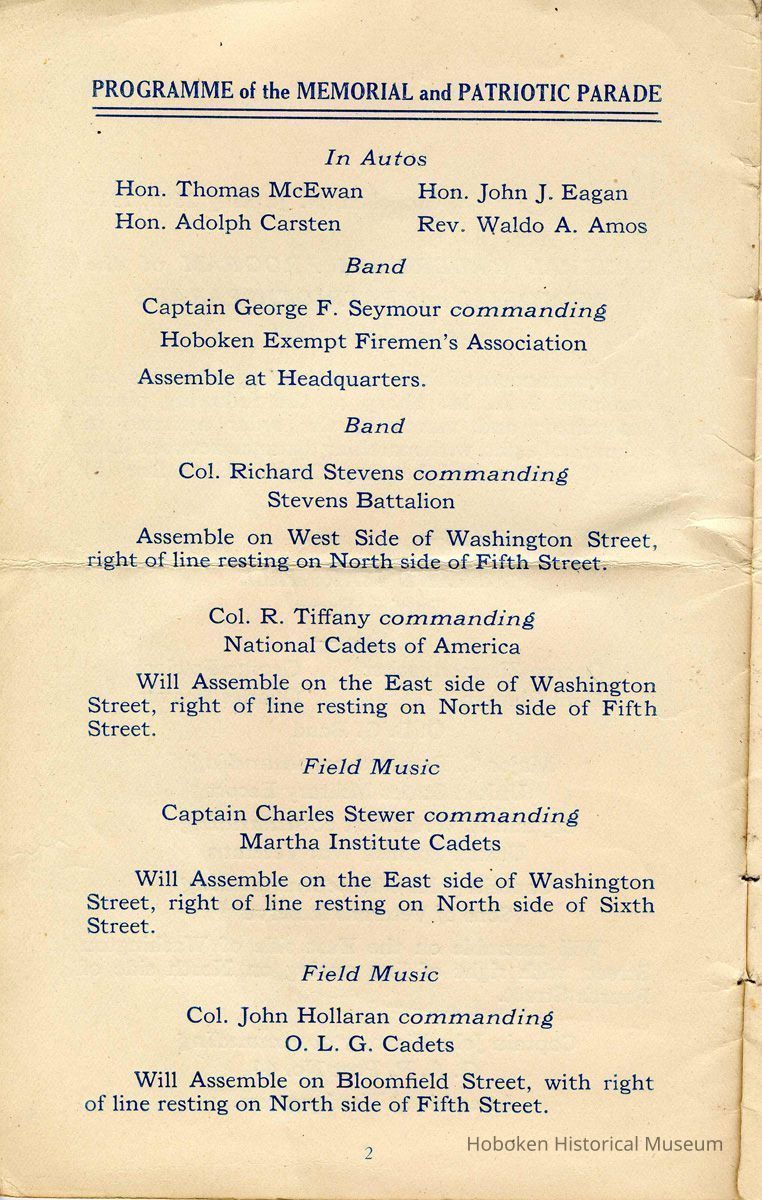 PROGRAMME of the MEMORIAL and PATRIOTIC PARADE
In Autos
Hon. Thomas McEwan Hon. John J. Eagan
Hon. Adolph Carsten Rev. Waldo A. Amos
Band
Captain George F. Seymour commanding
Hoboken Exempt Firemen's Association
Assemble at Headquarters.
Band
Col. Richard Stevens commanding
Stevens Battalion
Assemble on West Side of Washington Street,
right of line resting on North side of Fifth Street.
Col. R. Tiffany commanding
National Cadets of America
Will Assemble on the East side of Washington
Street, right of line resting on North side of Fifth
Street.
Field Music
Captain Charles Stewer commanding
Martha Institute Cadets
Will Assemble on the East side of Washington
Street, right of line resting on North side of Sixth
Street.
Field Music
Col. John Hollaran commanding
O. L. G. Cadets
Will Assemble on Bloomfield Street, with right
of line resting on North side of Fifth Street.
2
Hoboken Historical Museum